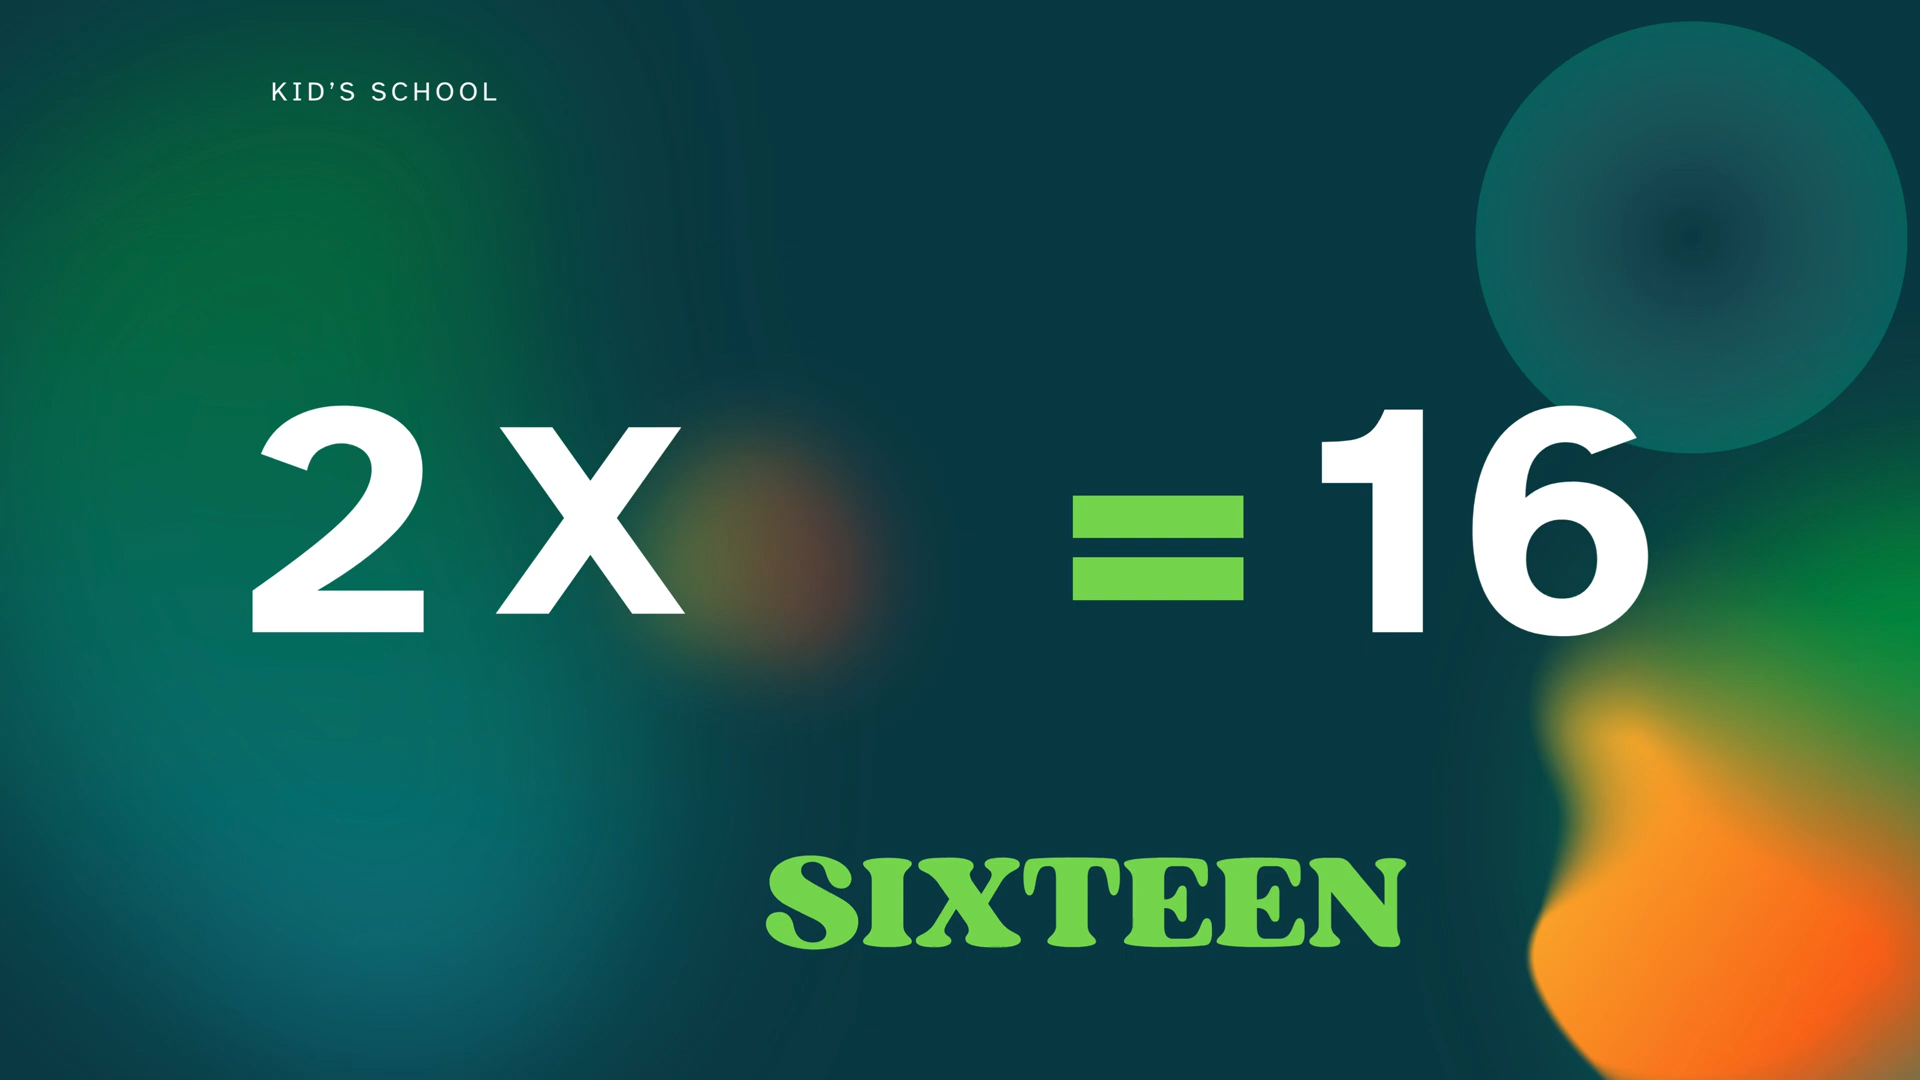 KID’S SCHOOL
2 x = 16
SIXTEEN